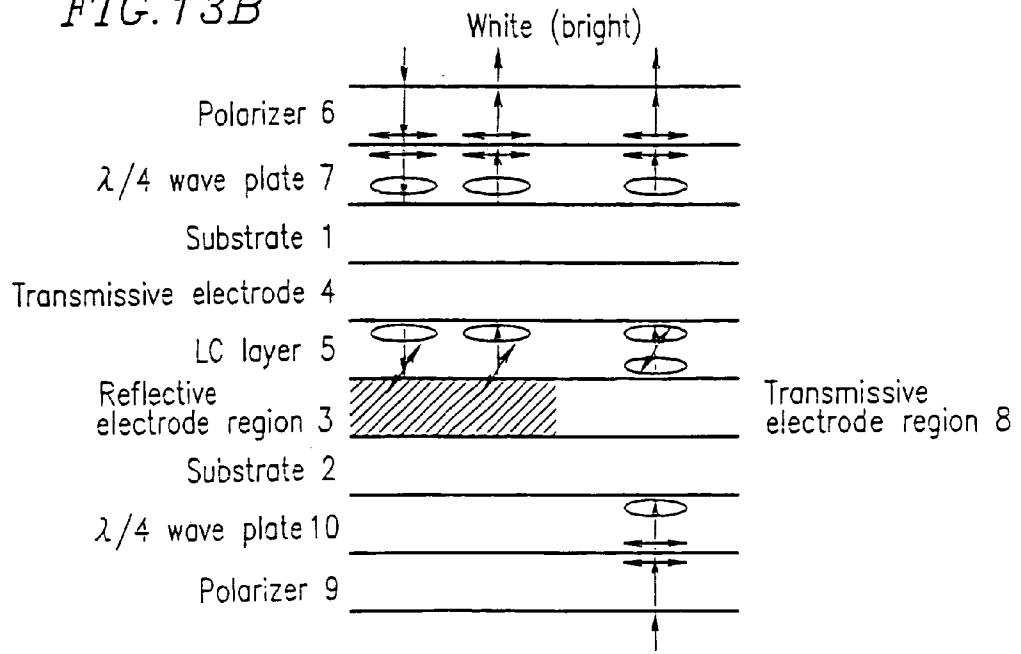 FIG. 13B
White (bright)
Polarizer 6
λ/4 wave plate 7
Substrate 1
Transmissive electrode 4
LC layer 5
Reflective
electrode region 3
Transmissive
electrode region 8
Substrate 2
λ/4 wave plate 10
Polarizer 9